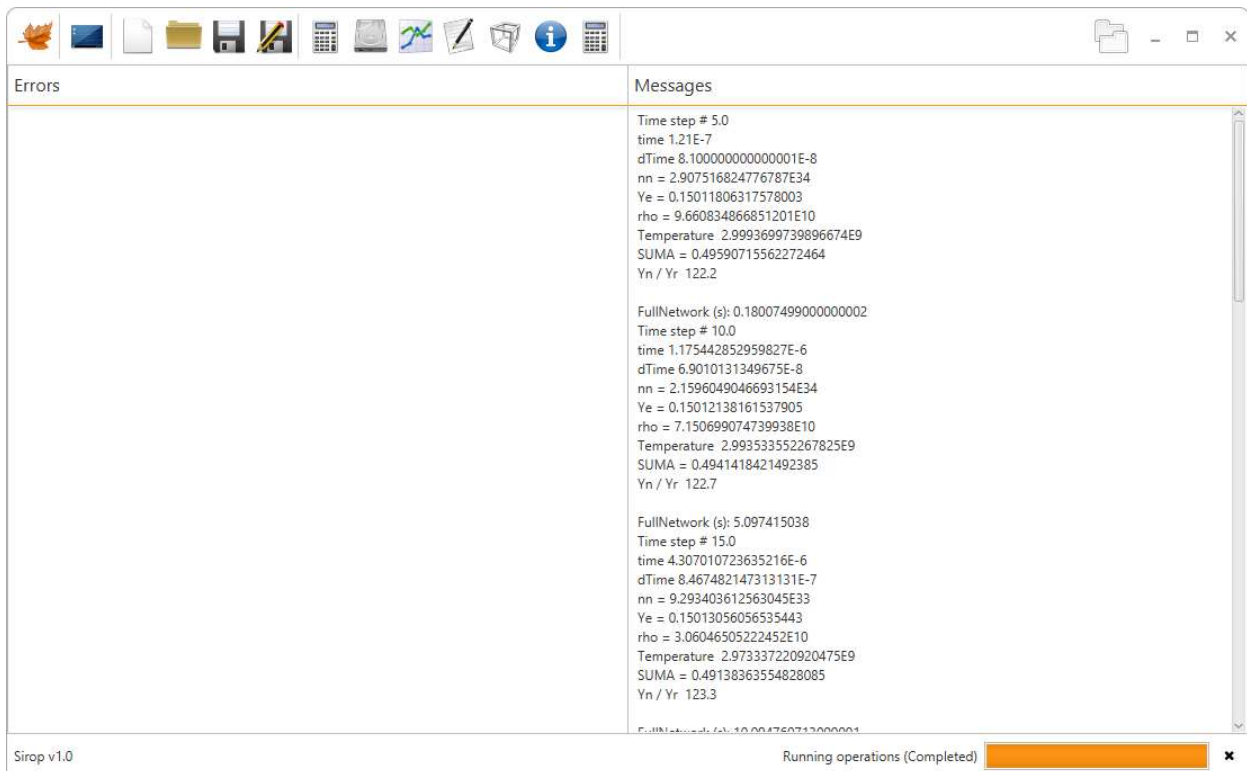 Errors
Messages
Time step # 5.0
time 1.21E-7
dTime 8.100000000000001E-8
nn = 2.907516824776787E34
Ye = 0.15011806317578003
rho = 9.660834866851201E10
Temperature  2.9993699739896674E9
SUMA = 0.49590715562272464
Yn / Yr  122.2
FullNetwork (s): 0.18007499000000002
Time step # 10.0
time 1.175442852959827E-6
dTime 6.9010131349675E-8
nn = 2.1596049046693154E34
Ye = 0.15012138161537905
rho = 7.150699074739938E10
Temperature  2.993533552267825E9
SUMA = 0.4941418421492385
Yn / Yr  122.7
FullNetwork (s): 5.097415038
Time step # 15.0
time 4.307010723635216E-6
dTime 8.467482147313131E-7
nn = 9.293403612563045E33
Ye = 0.15013056056535443
rho = 3.06046505222452E10
Temperature  2.973337220920475E9
SUMA = 0.49138363554828085
Yn / Yr  123.3
FullNetwork (s): 10.094760713000001
Sirop v1.0
Running operations (Completed)